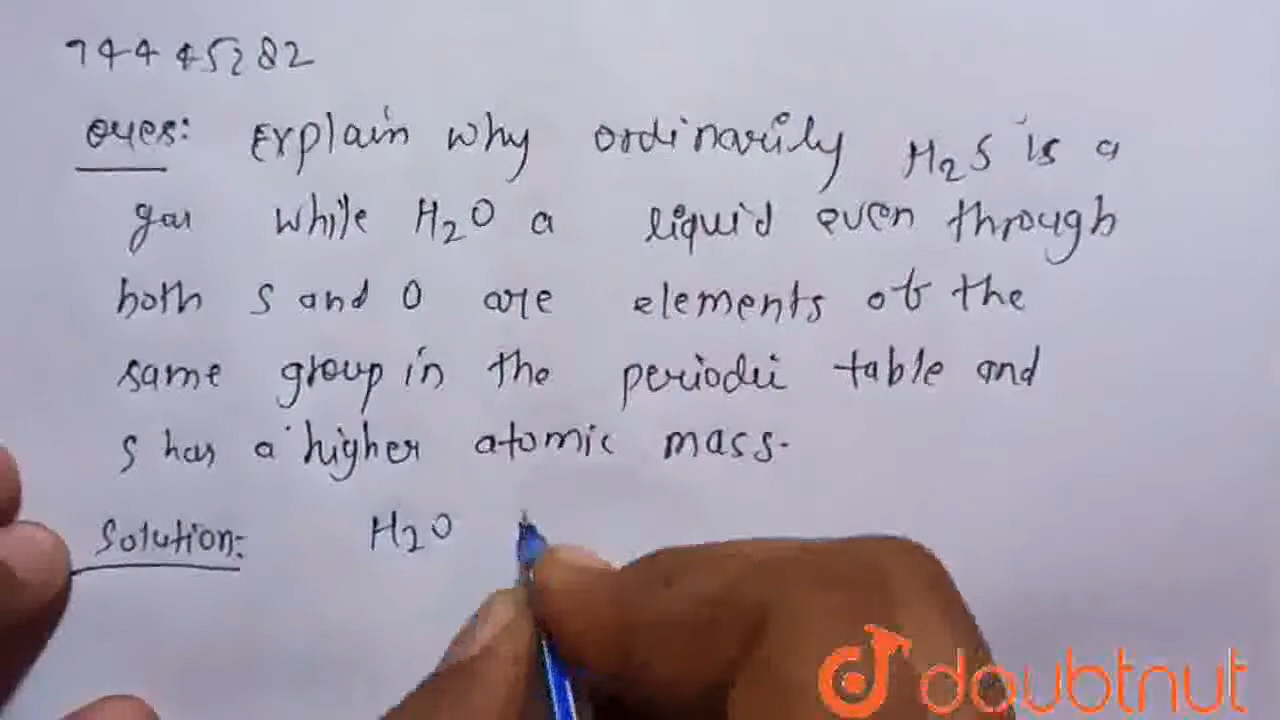 74445282
Oues: Explain why ordinarily H2S is a
gas while H2O a liquid even through
both S and O are elements of the
same group in the periodic table and
S has a higher atomic mass.
Solution: H2O
doubtnut